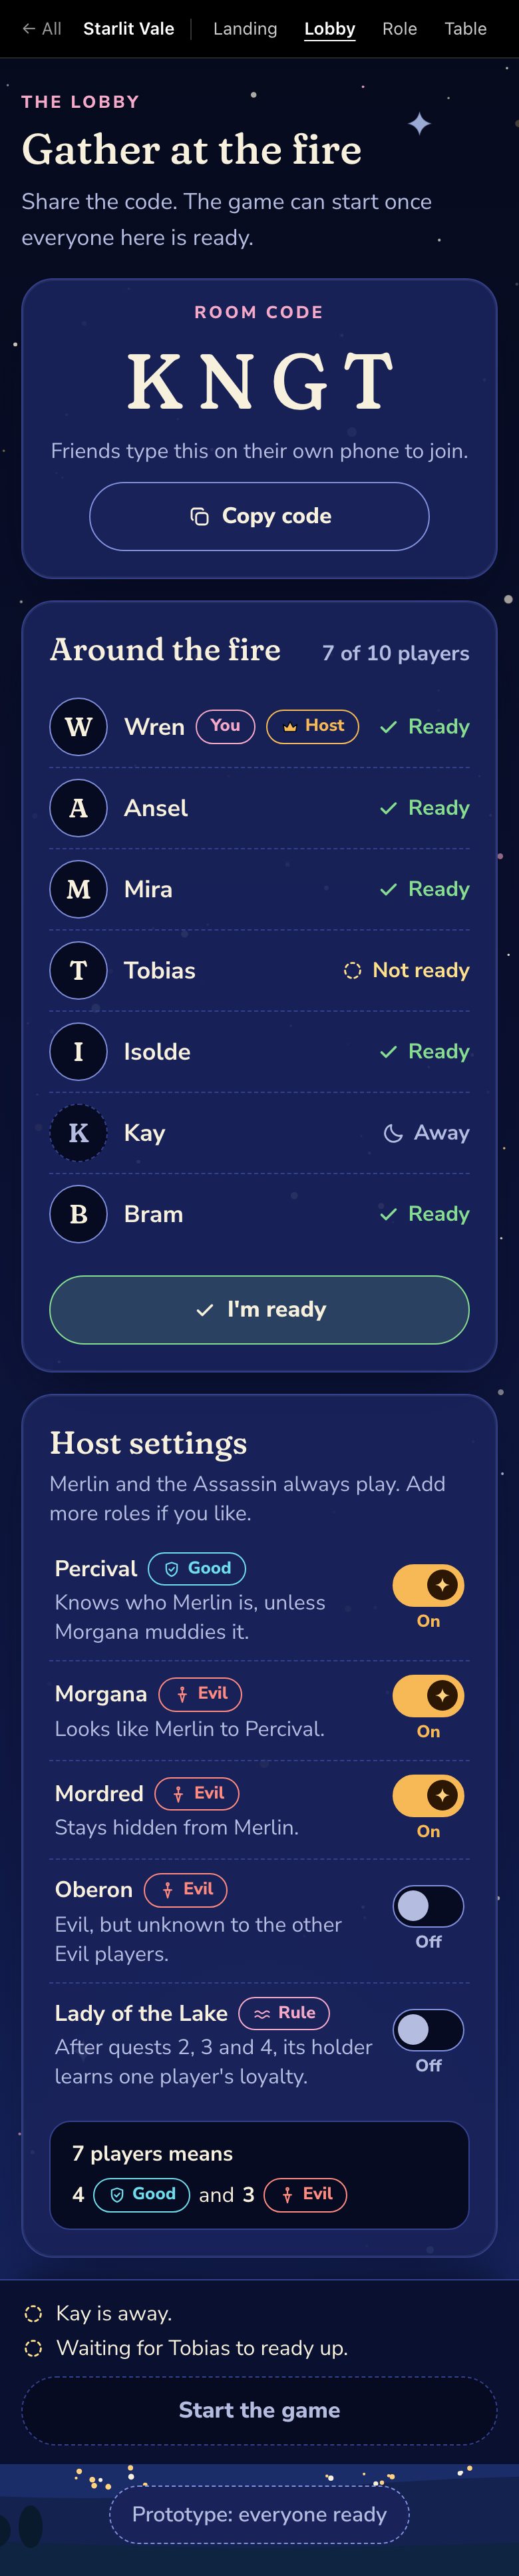 ← All Starlit Vale Landing Lobby Role Table
THE LOBBY
Gather at the fire
Share the code. The game can start once
everyone here is ready.
ROOM CODE
KNGT
Friends type this on their own phone to join.
Copy code
Around the fire 7 of 10 players
W Wren You Host Ready
A Ansel Ready
M Mira Ready
T Tobias Not ready
I Isolde Ready
K Kay Away
B Bram Ready
I'm ready
Host settings
Merlin and the Assassin always play. Add
more roles if you like.
Percival Good
Knows who Merlin is, unless
Morgana muddies it.
On
Morgana Evil
Looks like Merlin to Percival.
On
Mordred Evil
Stays hidden from Merlin.
On
Oberon Evil
Evil, but unknown to the other
Evil players.
Off
Lady of the Lake Rule
After quests 2, 3 and 4, its holder
learns one player's loyalty.
Off
7 players means
4 Good and 3 Evil
Kay is away.
Waiting for Tobias to ready up.
Start the game
Prototype: everyone ready